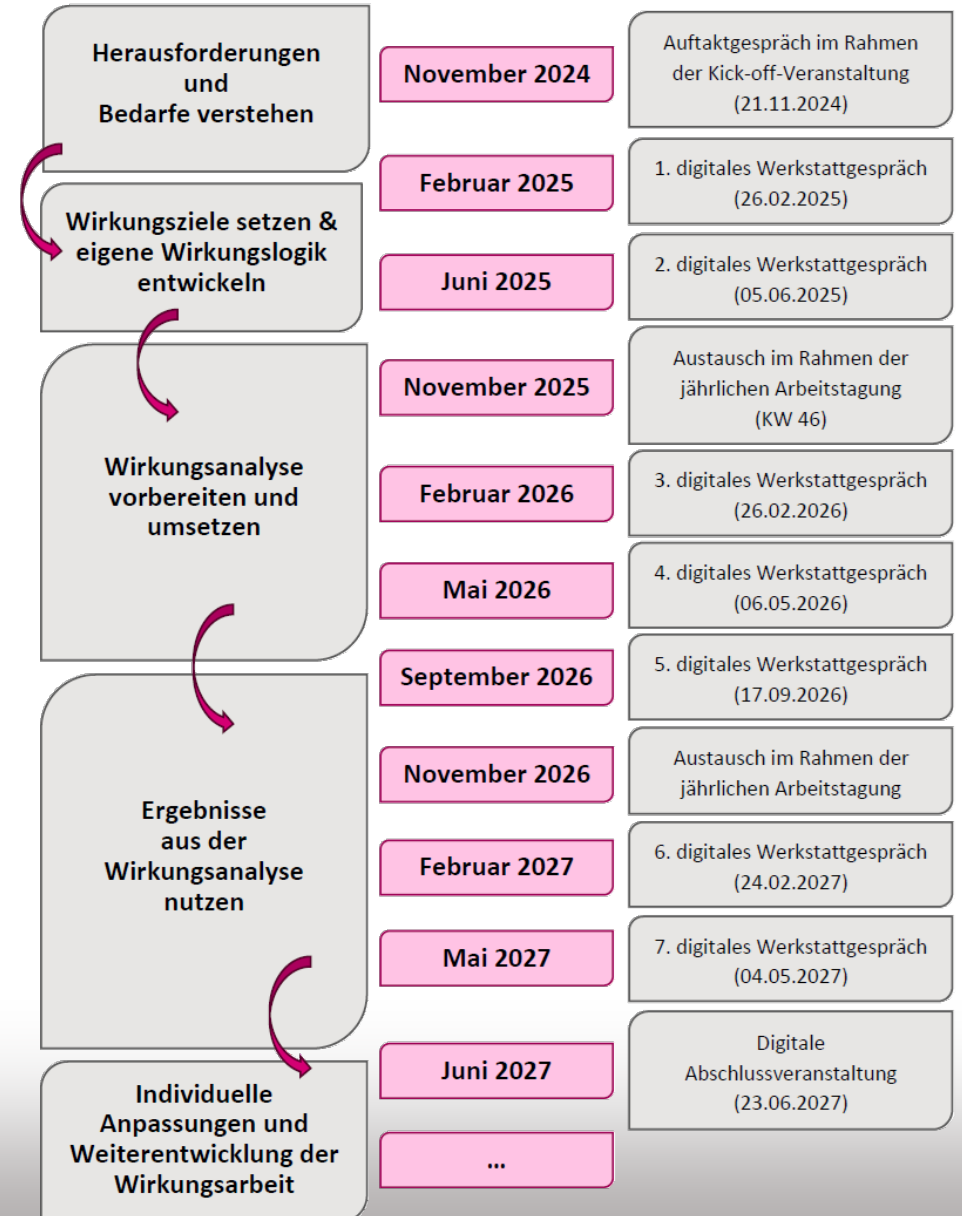 Herausforderungen
und
Bedarfe verstehen
November 2024
Auftaktgespräch im Rahmen
der Kick-off-Veranstaltung
(21.11.2024)
Februar 2025
1. digitales Werkstattgespräch
(26.02.2025)
Wirkungsziele setzen &
eigene Wirkungslogik
entwickeln
Juni 2025
2. digitales Werkstattgespräch
(05.06.2025)
November 2025
Austausch im Rahmen der
jährlichen Arbeitstagung
(KW 46)
Wirkungsanalyse
vorbereiten und
umsetzen
Februar 2026
3. digitales Werkstattgespräch
(26.02.2026)
Mai 2026
4. digitales Werkstattgespräch
(06.05.2026)
September 2026
5. digitales Werkstattgespräch
(17.09.2026)
November 2026
Austausch im Rahmen der
jährlichen Arbeitstagung
Ergebnisse
aus der
Wirkungsanalyse
nutzen
Februar 2027
6. digitales Werkstattgespräch
(24.02.2027)
Mai 2027
7. digitales Werkstattgespräch
(04.05.2027)
Juni 2027
Digitale
Abschlussveranstaltung
(23.06.2027)
Individuelle
Anpassungen und
Weiterentwicklung der
Wirkungsarbeit
...